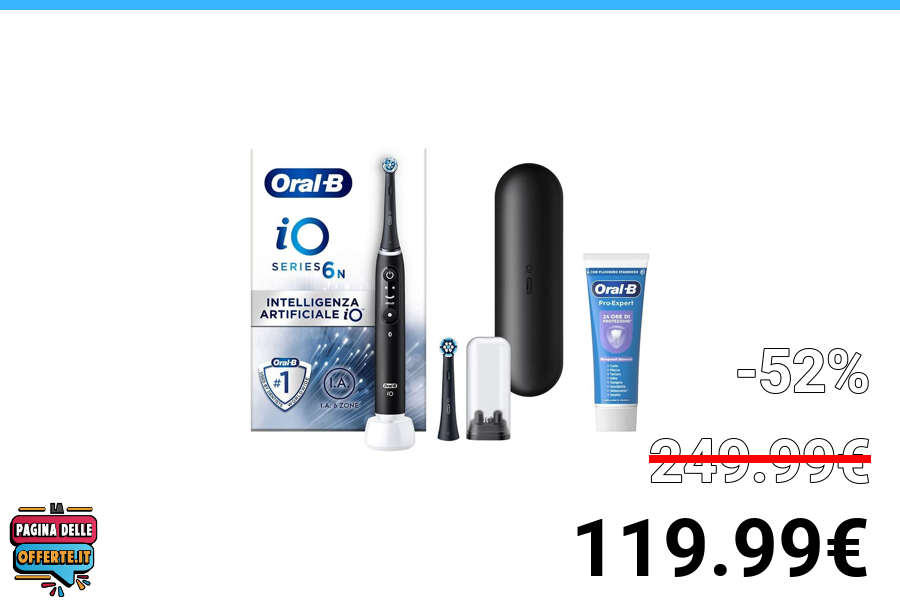 Oral-B
iO
SERIES 6N
INTELLIGENZA
ARTIFICIALE iO
Oral-B
#1
I.A.
I.A. 6 ZONE
Oral-B
iO
Oral-B
Pro-Expert
24 ORE DI
PROTEZIONE
-52%
249.99€
119.99€
LA
PAGINA DELLE
OFFERTE.IT